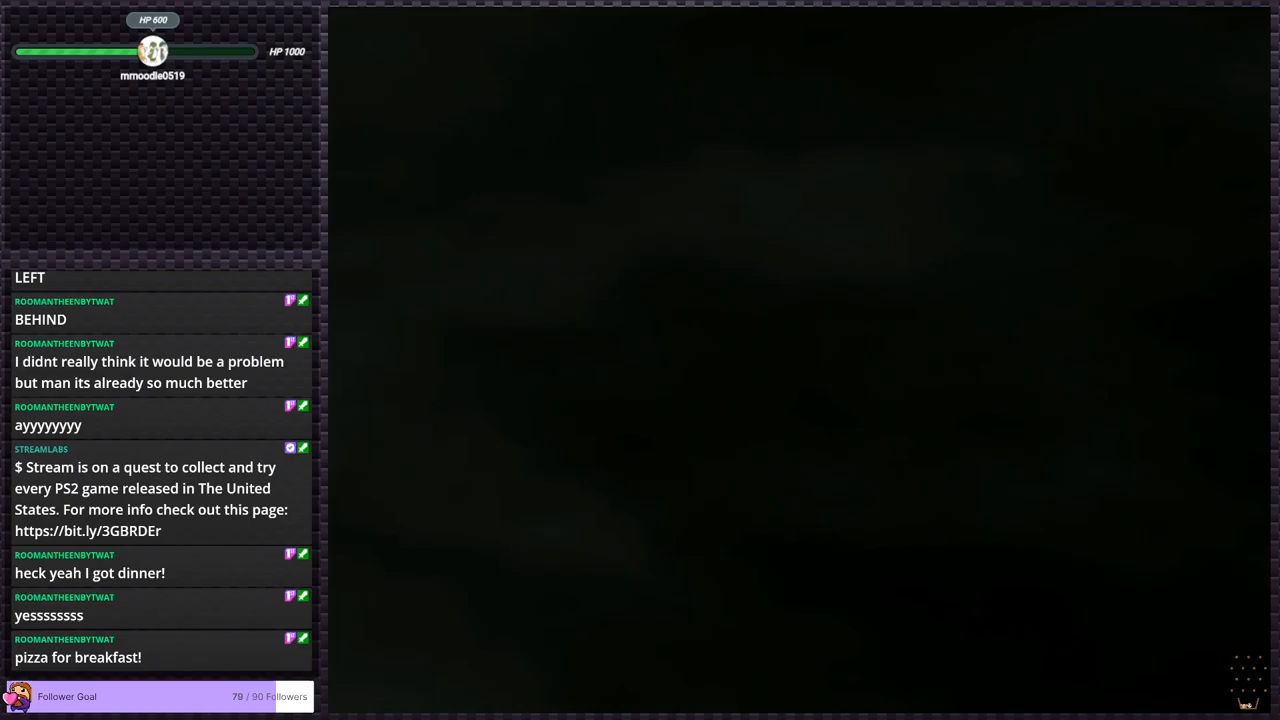 HP 600
HP 1000
mrnoodle0519
LEFT
ROOMANTHEENBYTWAT
BEHIND
ROOMANTHEENBYTWAT
I didnt really think it would be a problem
but man its already so much better
ROOMANTHEENBYTWAT
ayyyyyyyy
STREAMLABS
$ Stream is on a quest to collect and try
every PS2 game released in The United
States. For more info check out this page:
https://bit.ly/3GBRDEr
ROOMANTHEENBYTWAT
heck yeah I got dinner!
ROOMANTHEENBYTWAT
yessssssss
ROOMANTHEENBYTWAT
pizza for breakfast!
Follower Goal
79 / 90 Followers